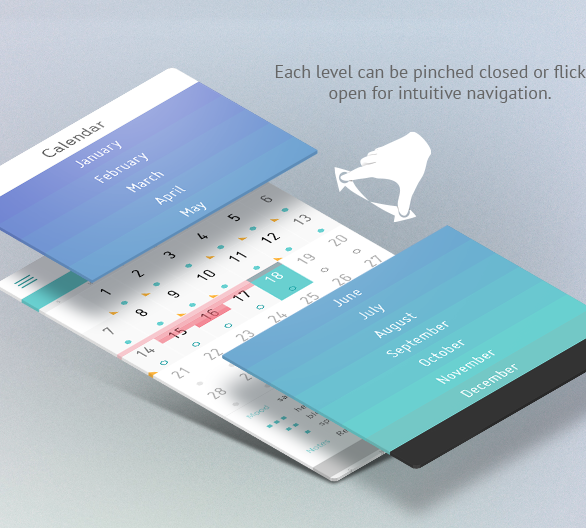 Each level can be pinched closed or flick
open for intuitive navigation.
Calendar
January
February
March
April
May
1 2 3 4 5 6
7 8 9 10 11 12 13
14 15 16 17 18 19 20
21 22 23 24 25 26 27
28
Mood
Notes
June
July
August
September
October
November
December